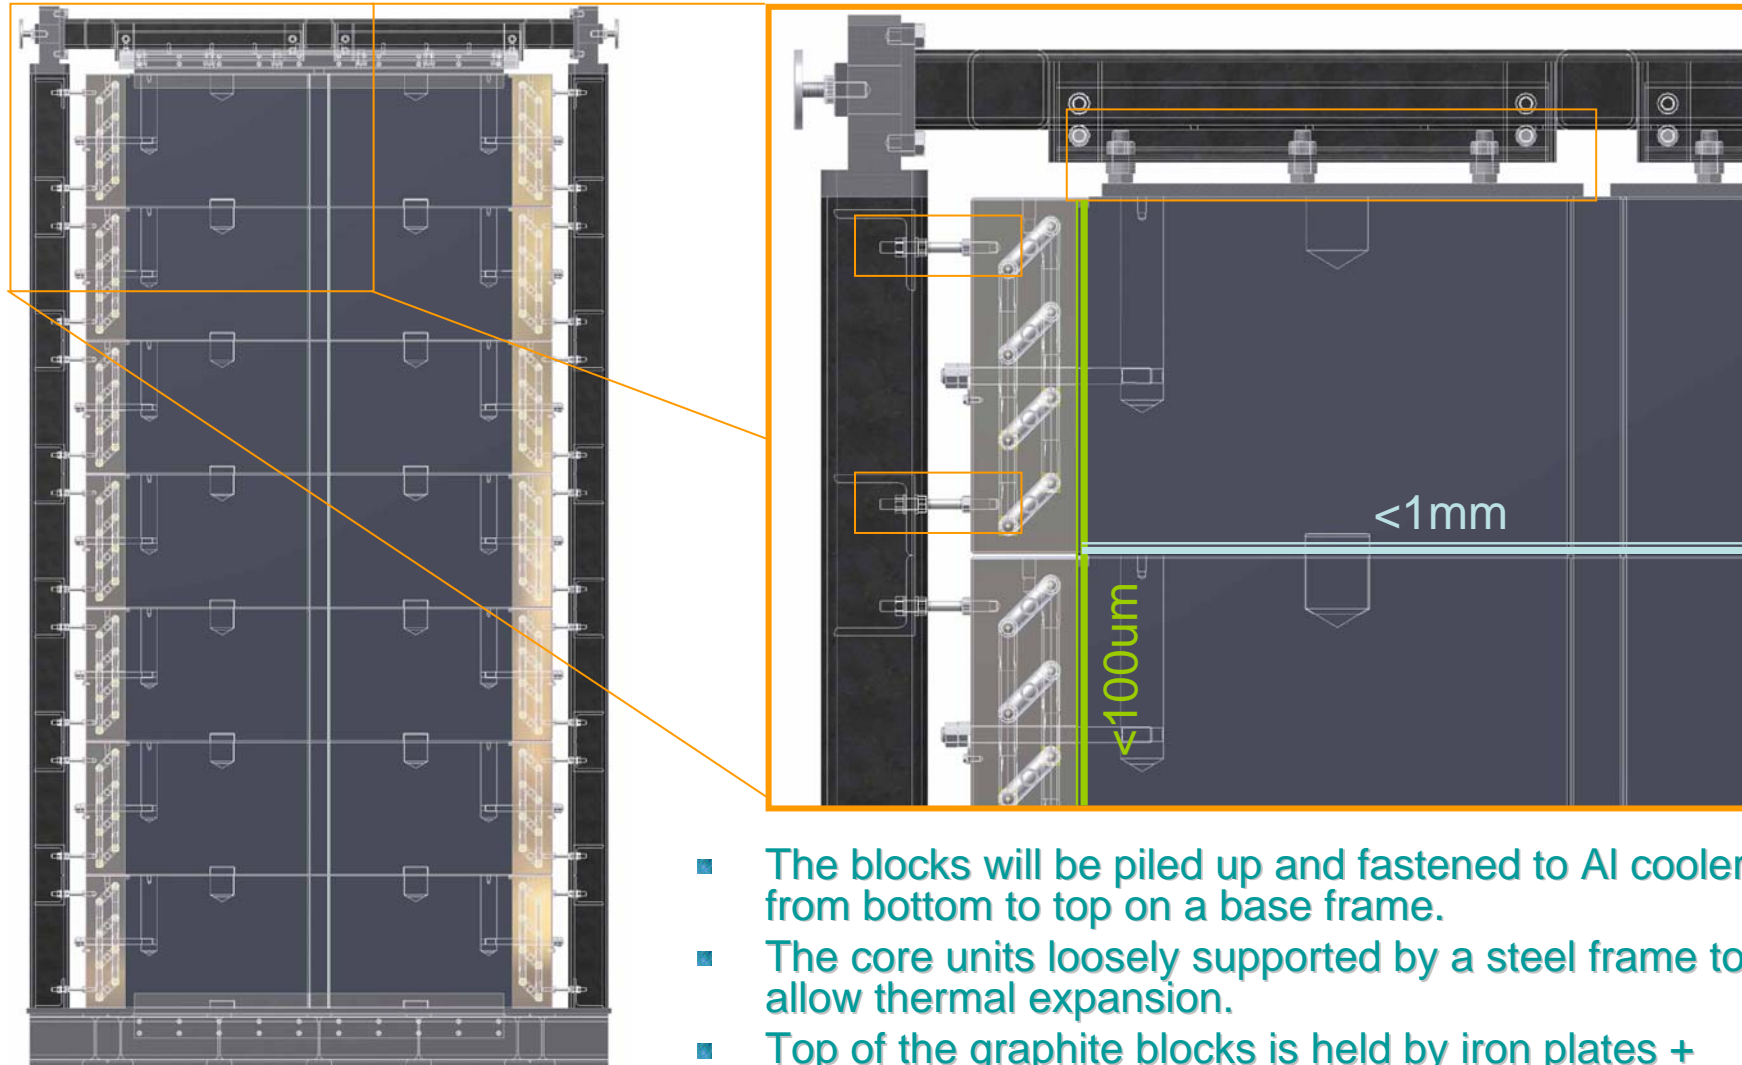 <1mm
<100um
The blocks will be piled up and fastened to Al cooler
from bottom to top on a base frame.
The core units loosely supported by a steel frame to
allow thermal expansion.
Top of the graphite blocks is held by iron plates +